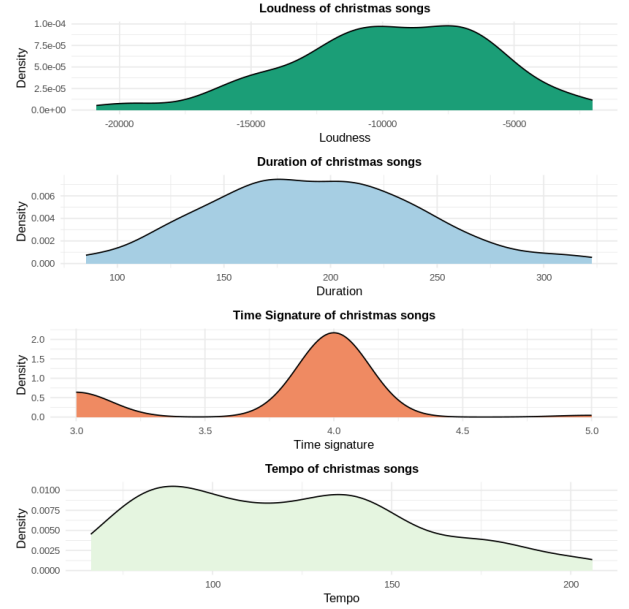 Loudness of christmas songs
1.0e-04
7.5e-05
5.0e-05
2.5e-05
0.0e+00
Density
-20000 -15000 -10000 -5000
Loudness
Duration of christmas songs
0.006
0.004
0.002
0.000
Density
100 150 200 250 300
Duration
Time Signature of christmas songs
2.0
1.5
1.0
0.5
0.0
Density
3.0 3.5 4.0 4.5 5.0
Time signature
Tempo of christmas songs
0.0100
0.0075
0.0050
0.0025
0.0000
Density
100 150 200
Tempo